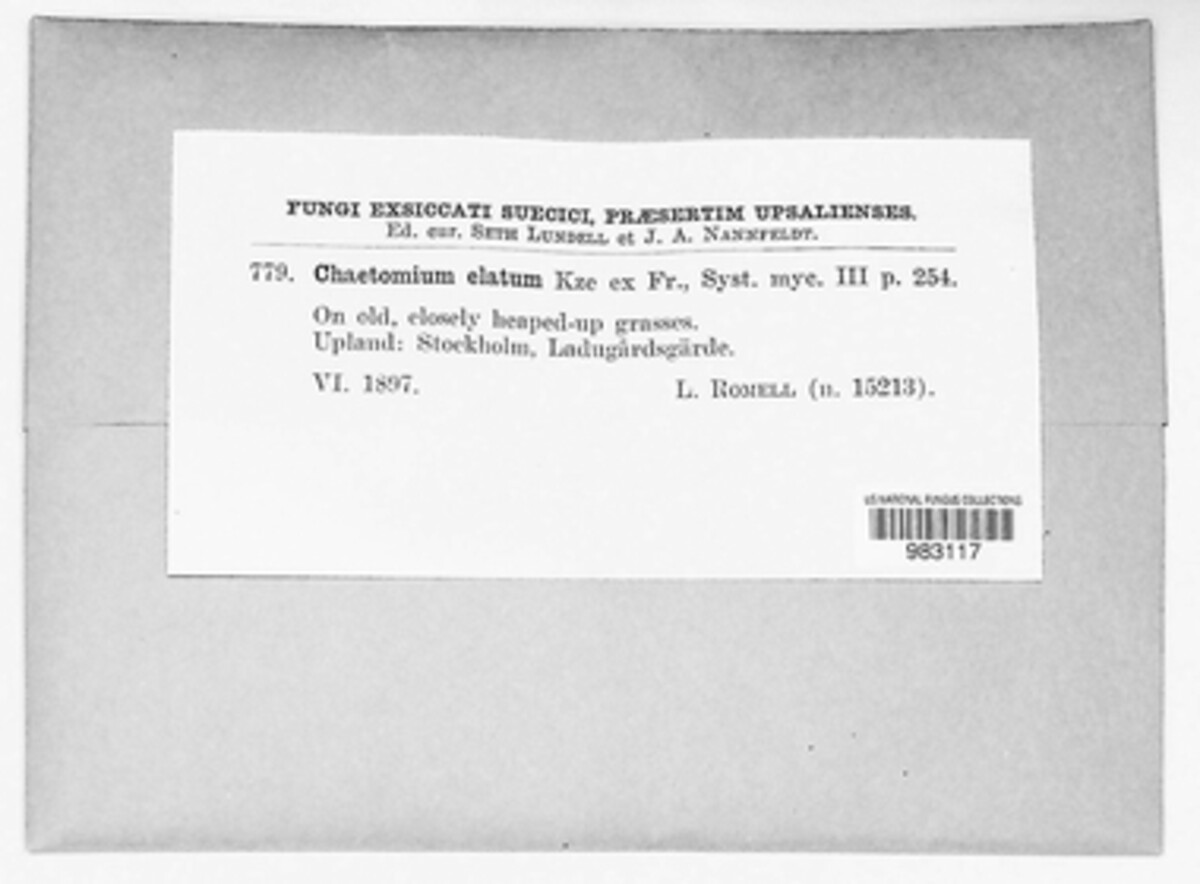 FUNGI EXSICCATI SUECICI, PRÆSERTIM UPSALIENSES.
Ed. cur. SETH LUNDELL et J. A. NANNFELDT.
779. Chaetomium elatum Kze ex Fr., Syst. myc. III p. 254.
On old, closely heaped-up grasses.
Upland: Stockholm, Ladugårdsgärde.
VI. 1897. L. ROMELL (n. 15213).
US NATIONAL FUNGUS COLLECTIONS
983117